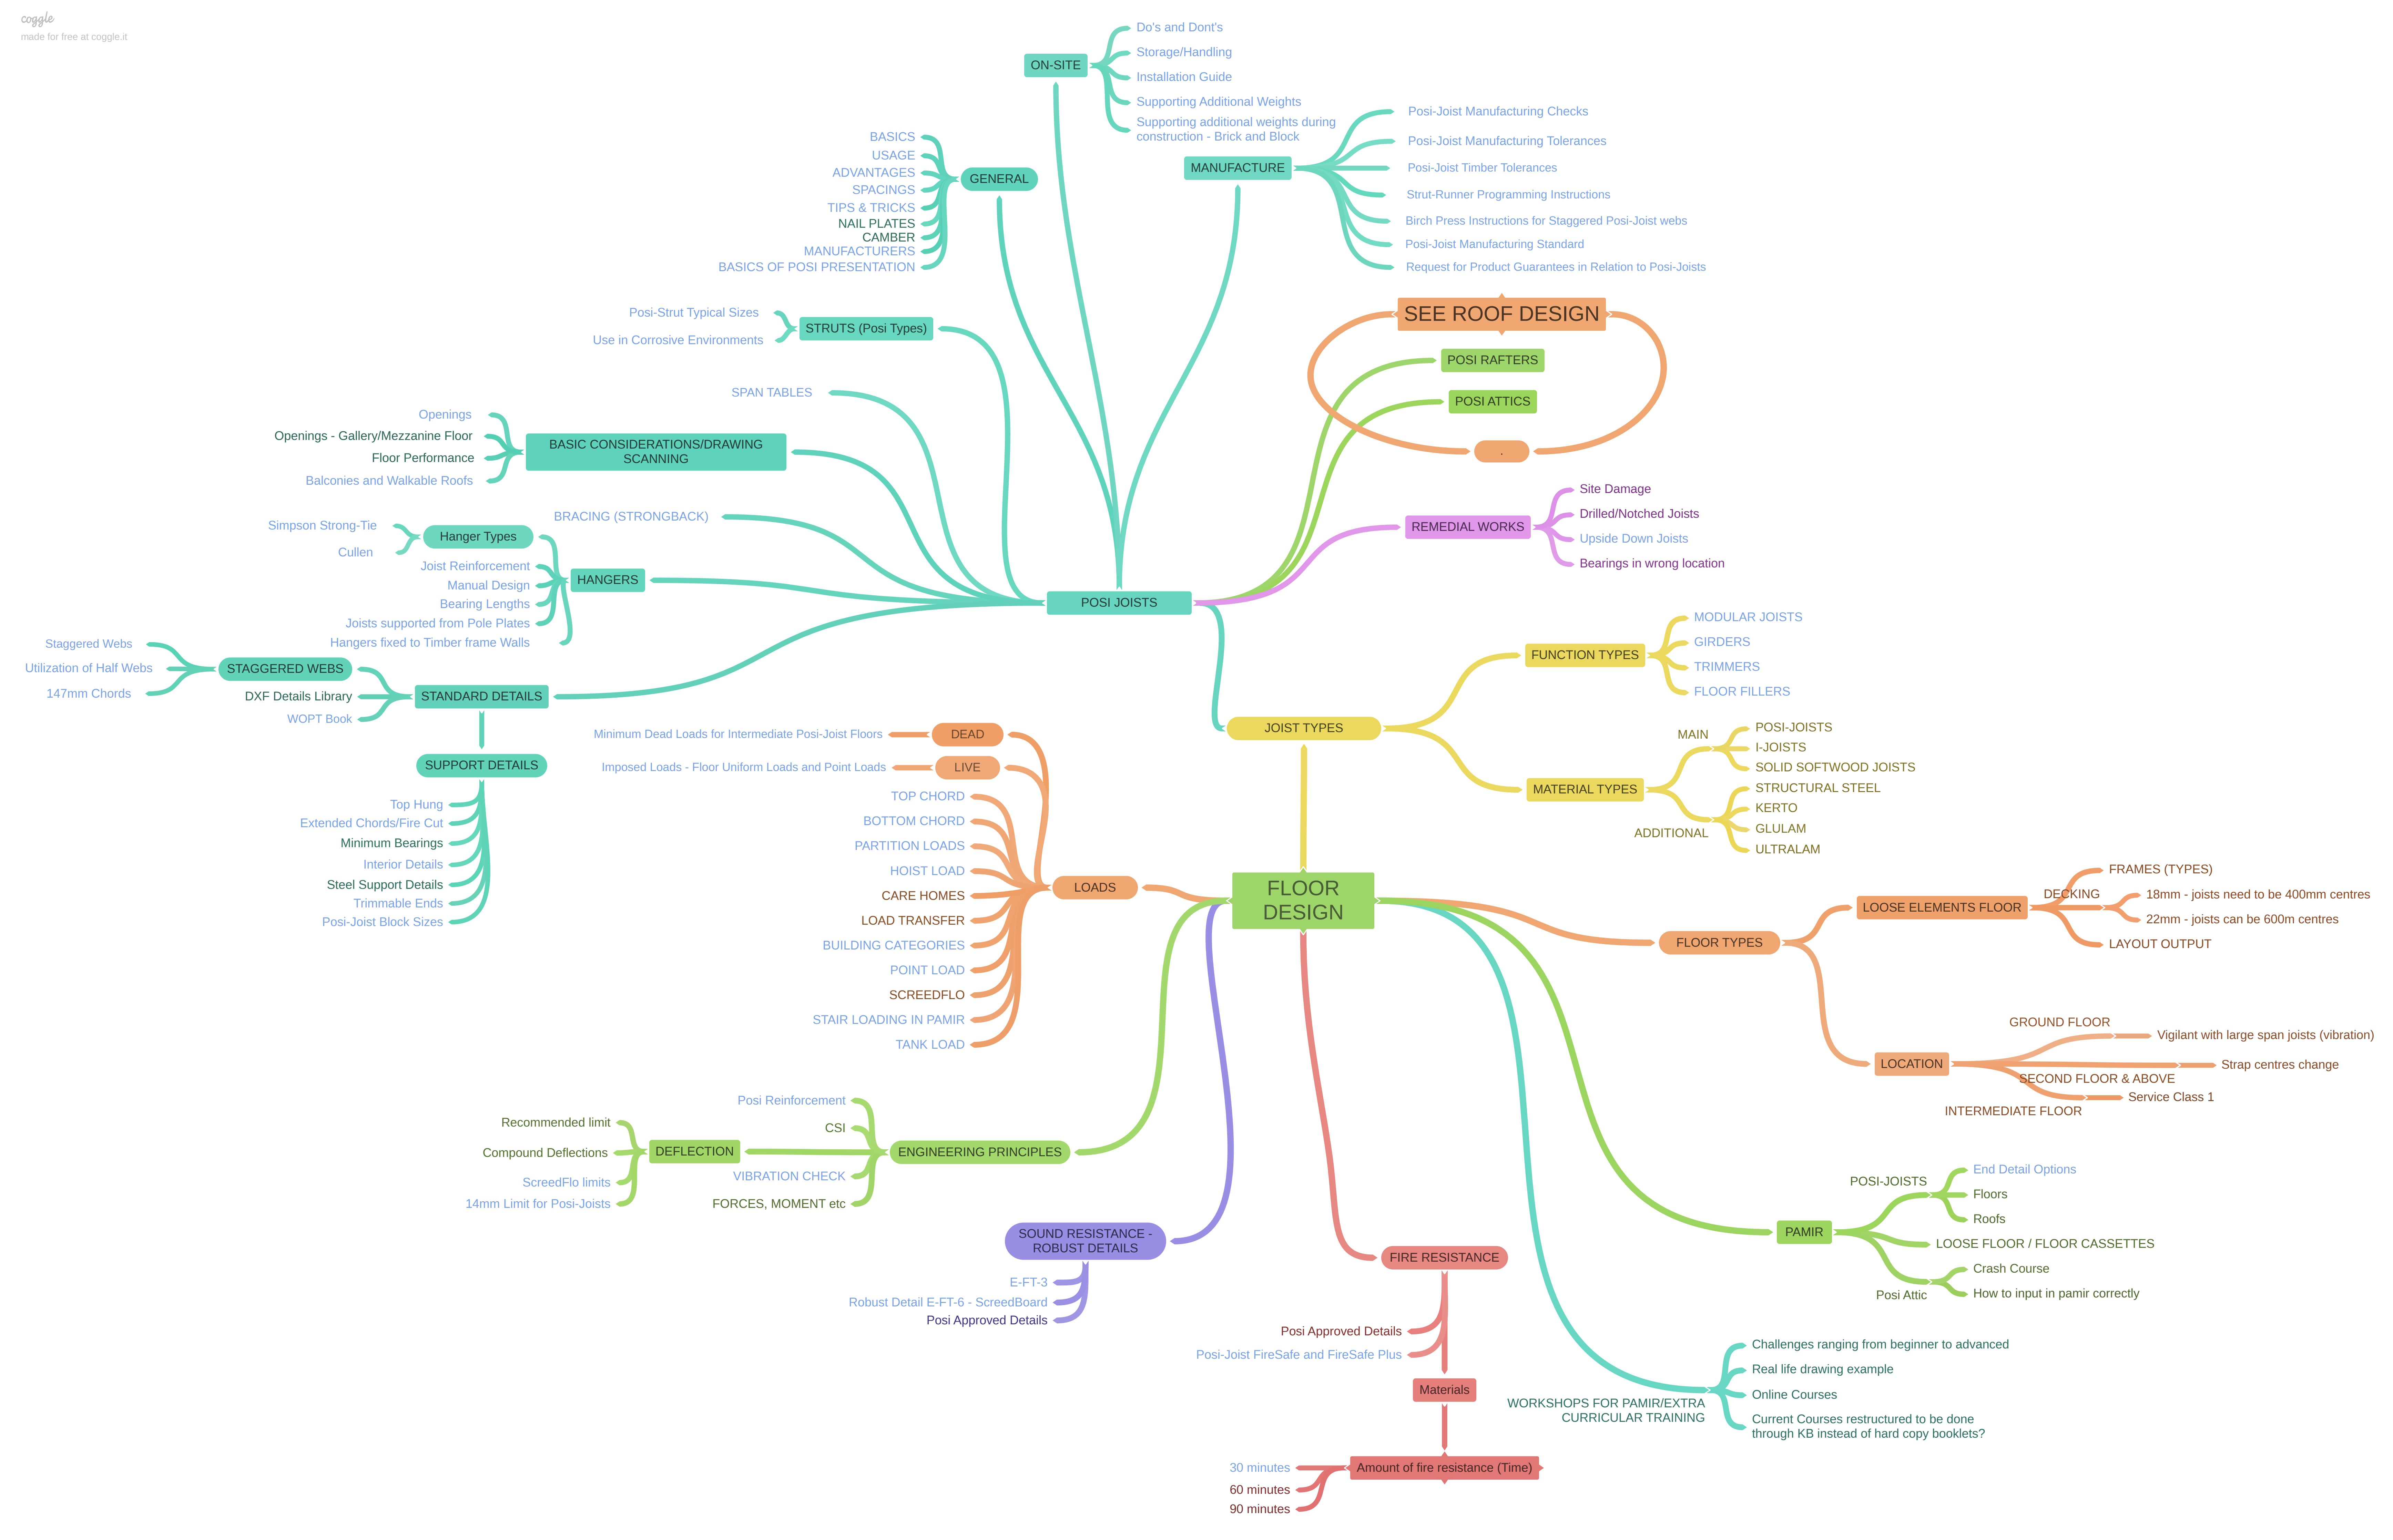 coggle
made for free at coggle.it
ON-SITE
Do's and Dont's
Storage/Handling
Installation Guide
Supporting Additional Weights
Supporting additional weights during
construction - Brick and Block
GENERAL
BASICS
USAGE
ADVANTAGES
SPACINGS
TIPS & TRICKS
NAIL PLATES
CAMBER
MANUFACTURERS
BASICS OF POSI PRESENTATION
MANUFACTURE
Posi-Joist Manufacturing Checks
Posi-Joist Manufacturing Tolerances
Posi-Joist Timber Tolerances
Strut-Runner Programming Instructions
Birch Press Instructions for Staggered Posi-Joist webs
Posi-Joist Manufacturing Standard
Request for Product Guarantees in Relation to Posi-Joists
STRUTS (Posi Types)
Posi-Strut Typical Sizes
Use in Corrosive Environments
SPAN TABLES
SEE ROOF DESIGN
POSI RAFTERS
POSI ATTICS
.
BASIC CONSIDERATIONS/DRAWING
SCANNING
Openings
Openings - Gallery/Mezzanine Floor
Floor Performance
Balconies and Walkable Roofs
BRACING (STRONGBACK)
HANGERS
Hanger Types
Simpson Strong-Tie
Cullen
Joist Reinforcement
Manual Design
Bearing Lengths
Joists supported from Pole Plates
Hangers fixed to Timber frame Walls
REMEDIAL WORKS
Site Damage
Drilled/Notched Joists
Upside Down Joists
Bearings in wrong location
POSI JOISTS
STANDARD DETAILS
STAGGERED WEBS
Staggered Webs
Utilization of Half Webs
147mm Chords
DXF Details Library
WOPT Book
SUPPORT DETAILS
Top Hung
Extended Chords/Fire Cut
Minimum Bearings
Interior Details
Steel Support Details
Trimmable Ends
Posi-Joist Block Sizes
JOIST TYPES
FUNCTION TYPES
MODULAR JOISTS
GIRDERS
TRIMMERS
FLOOR FILLERS
MATERIAL TYPES
MAIN
POSI-JOISTS
I-JOISTS
SOLID SOFTWOOD JOISTS
ADDITIONAL
STRUCTURAL STEEL
KERTO
GLULAM
ULTRALAM
FLOOR
DESIGN
LOADS
DEAD
Minimum Dead Loads for Intermediate Posi-Joist Floors
LIVE
Imposed Loads - Floor Uniform Loads and Point Loads
TOP CHORD
BOTTOM CHORD
PARTITION LOADS
HOIST LOAD
CARE HOMES
LOAD TRANSFER
BUILDING CATEGORIES
POINT LOAD
SCREEDFLO
STAIR LOADING IN PAMIR
TANK LOAD
FLOOR TYPES
LOOSE ELEMENTS FLOOR
FRAMES (TYPES)
DECKING
18mm - joists need to be 400mm centres
22mm - joists can be 600m centres
LAYOUT OUTPUT
LOCATION
GROUND FLOOR
Vigilant with large span joists (vibration)
SECOND FLOOR & ABOVE
Strap centres change
INTERMEDIATE FLOOR
Service Class 1
ENGINEERING PRINCIPLES
Posi Reinforcement
CSI
DEFLECTION
Recommended limit
Compound Deflections
ScreedFlo limits
14mm Limit for Posi-Joists
VIBRATION CHECK
FORCES, MOMENT etc
SOUND RESISTANCE -
ROBUST DETAILS
E-FT-3
Robust Detail E-FT-6 - ScreedBoard
Posi Approved Details
FIRE RESISTANCE
Posi Approved Details
Posi-Joist FireSafe and FireSafe Plus
Materials
Amount of fire resistance (Time)
30 minutes
60 minutes
90 minutes
PAMIR
POSI-JOISTS
End Detail Options
Floors
Roofs
LOOSE FLOOR / FLOOR CASSETTES
Posi Attic
Crash Course
How to input in pamir correctly
WORKSHOPS FOR PAMIR/EXTRA
CURRICULAR TRAINING
Challenges ranging from beginner to advanced
Real life drawing example
Online Courses
Current Courses restructured to be done
through KB instead of hard copy booklets?